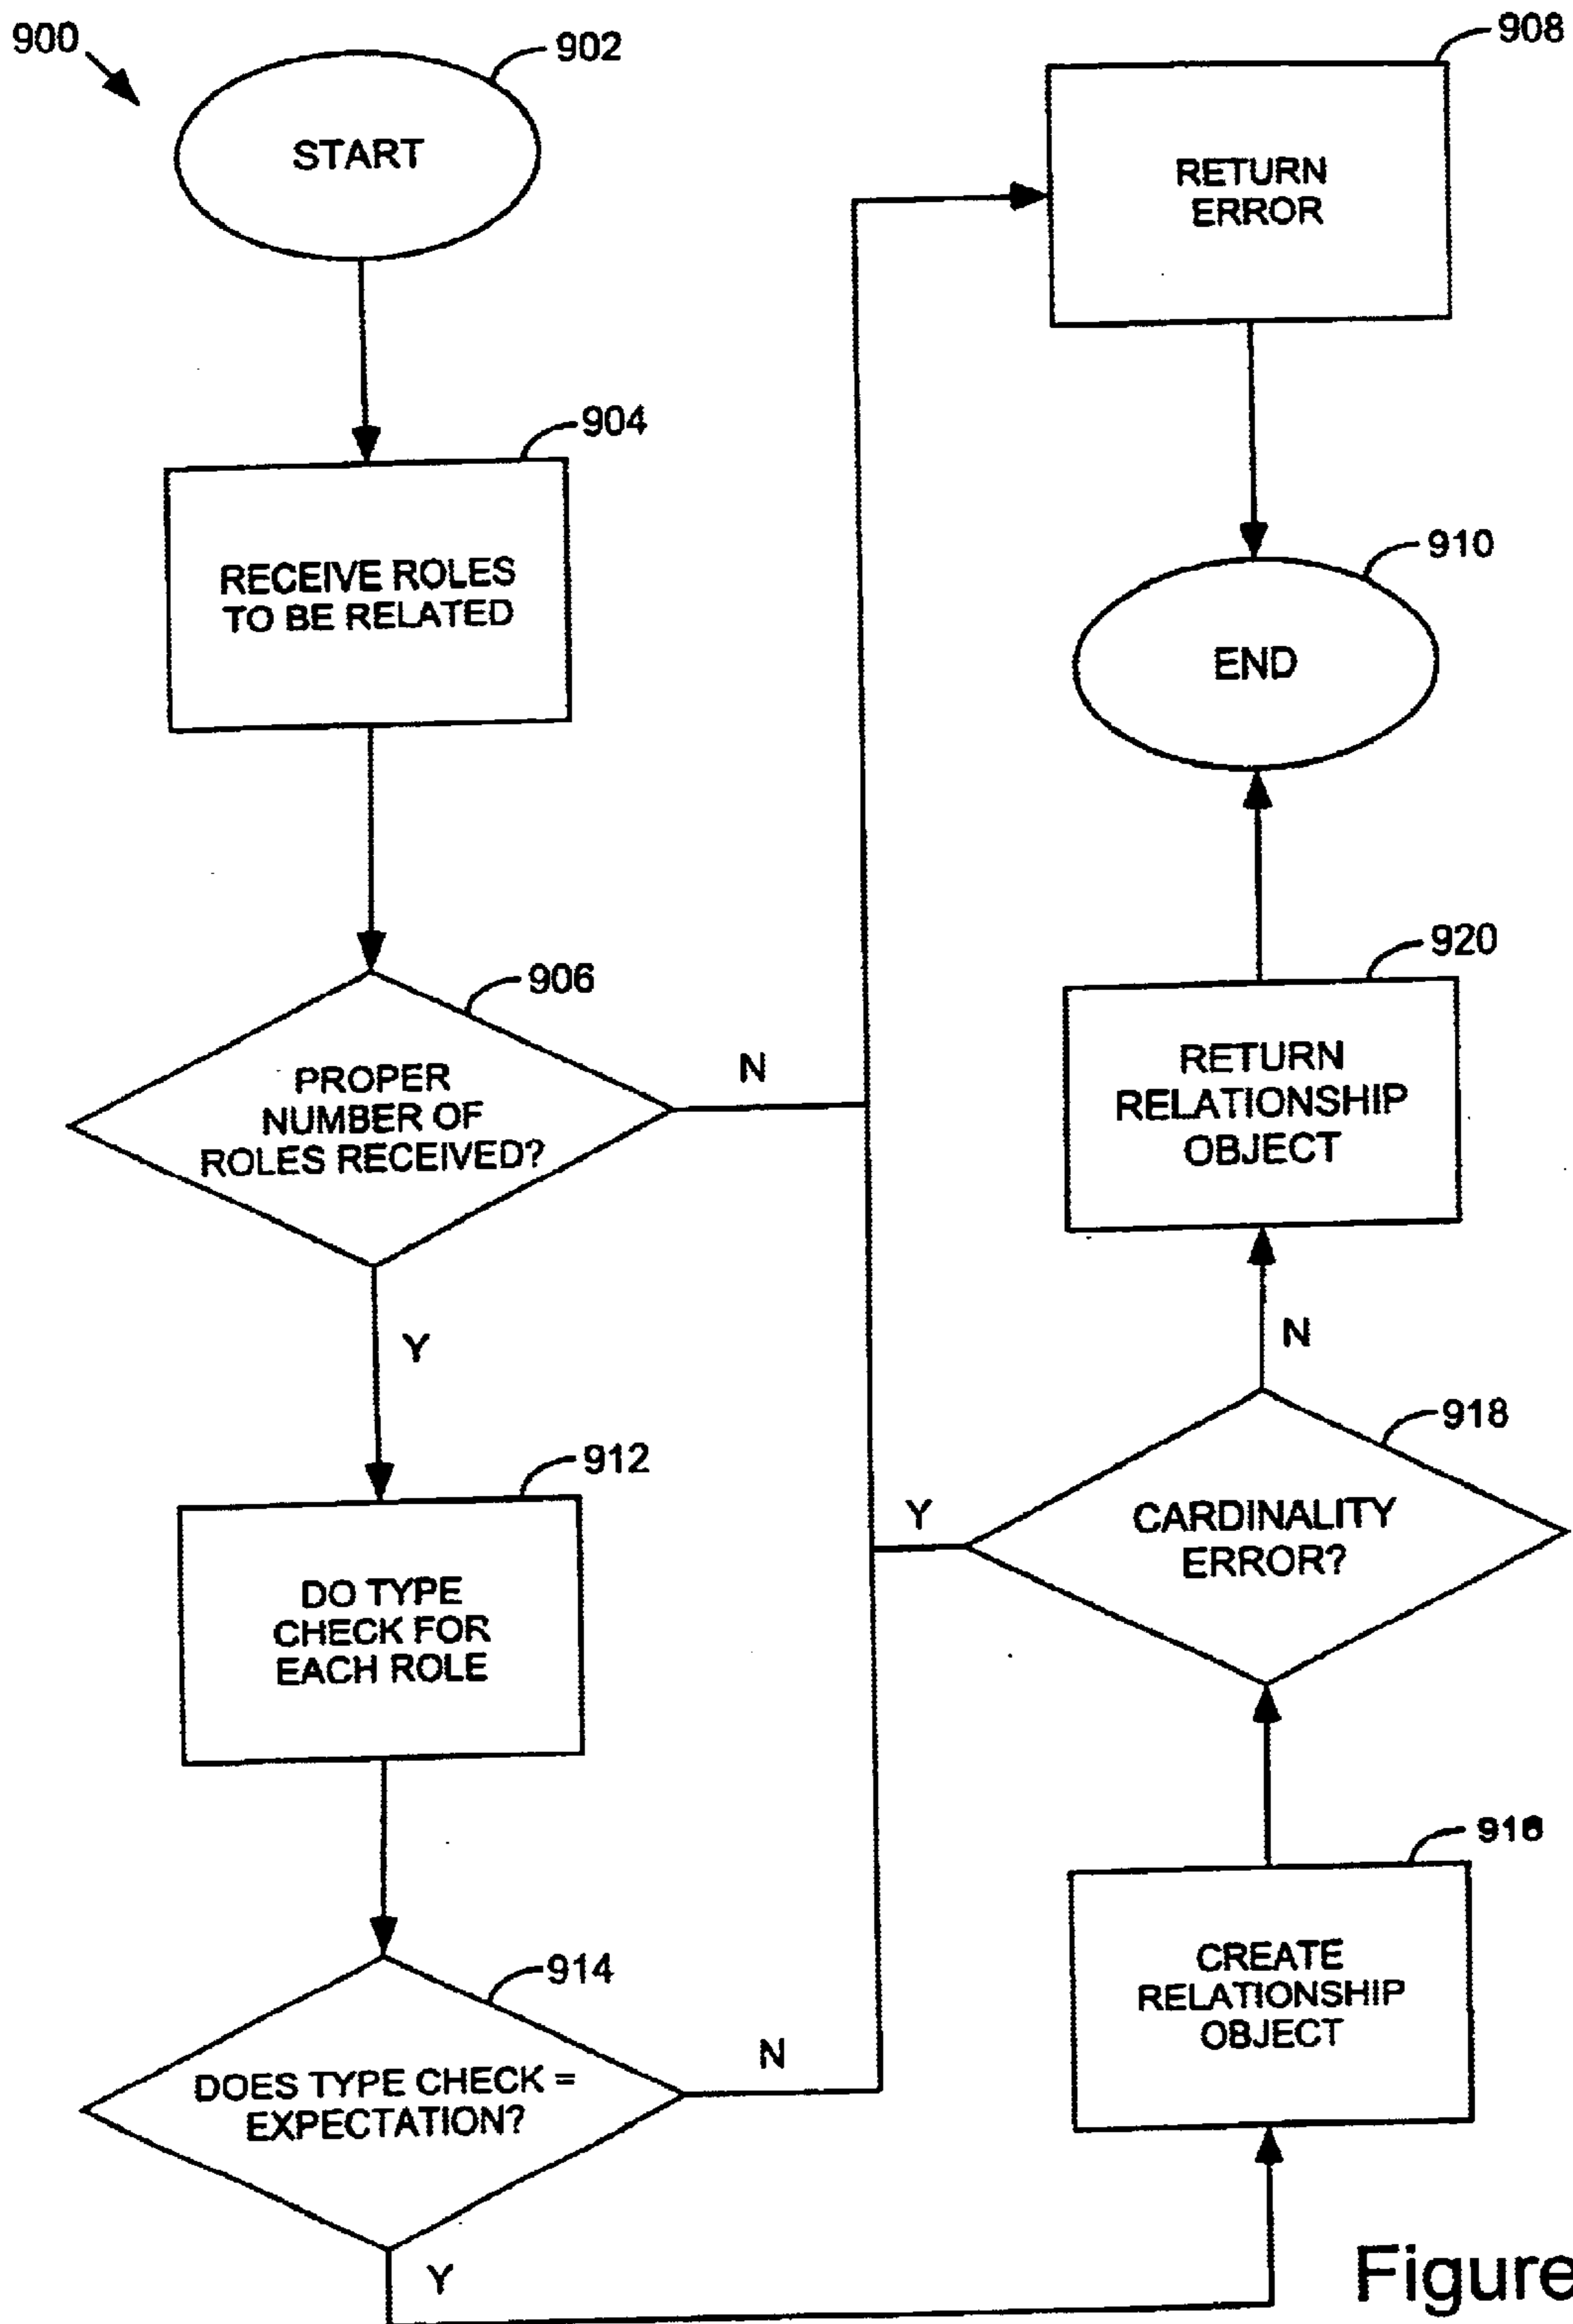 900
902
START
904
RECEIVE ROLES
TO BE RELATED
906
PROPER
NUMBER OF
ROLES RECEIVED?
N
Y
912
DO TYPE
CHECK FOR
EACH ROLE
914
DOES TYPE CHECK =
EXPECTATION?
N
Y
908
RETURN
ERROR
910
END
920
RETURN
RELATIONSHIP
OBJECT
N
918
CARDINALITY
ERROR?
Y
916
CREATE
RELATIONSHIP
OBJECT
Figure